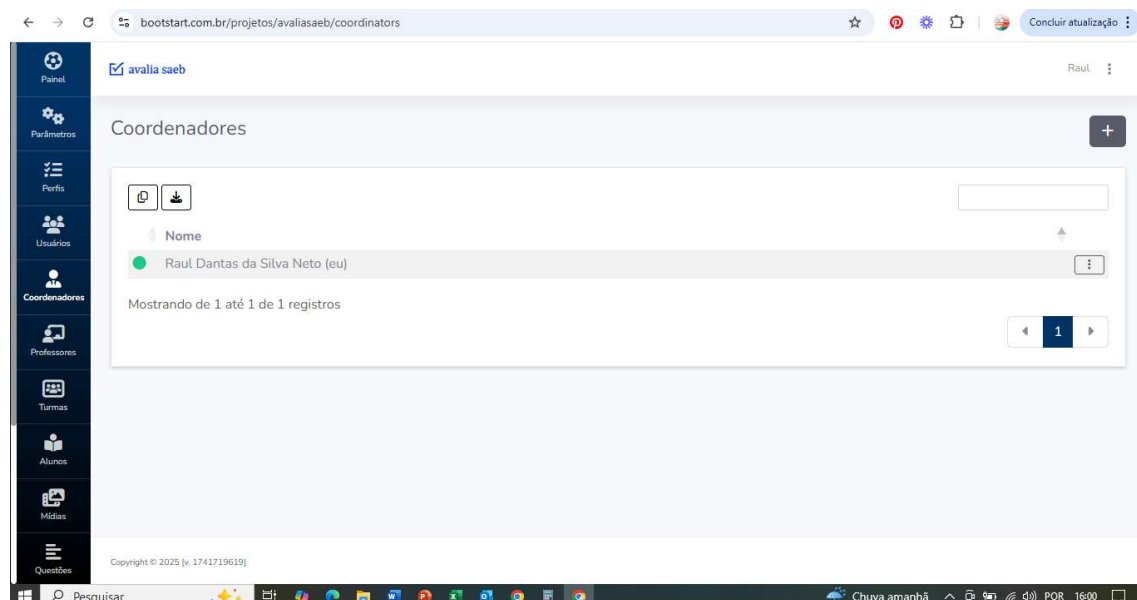 bootstart.com.br/projetos/avaliasaeb/coordinators
Concluir atualização
Painel
avalia saeb
Raul
Parâmetros
Coordenadores
+
Perfis
Usuários
Nome
Raul Dantas da Silva Neto (eu)
Coordenadores
Mostrando de 1 até 1 de 1 registros
1
Professores
Turmas
Alunos
Mídias
Questões
Copyright © 2025 [v. 1741719619]
Pesquisar
Chuva amanhã
POR 16:00